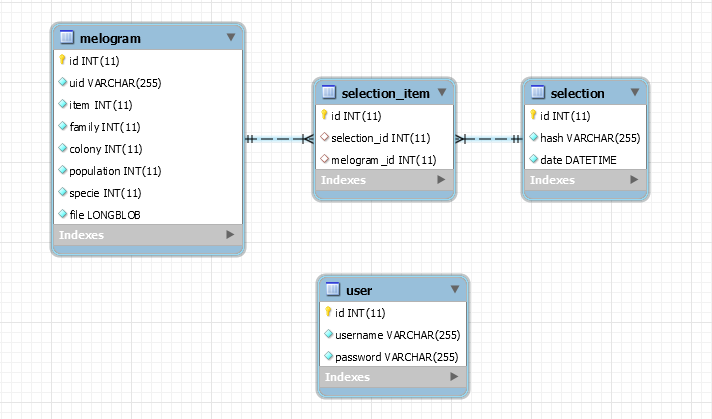 melogram
id INT(11)
uid VARCHAR(255)
item INT(11)
family INT(11)
colony INT(11)
population INT(11)
specie INT(11)
file LONGBLOB
Indexes
selection_item
id INT(11)
selection_id INT(11)
melogram_id INT(11)
Indexes
selection
id INT(11)
hash VARCHAR(255)
date DATETIME
Indexes
user
id INT(11)
username VARCHAR(255)
password VARCHAR(255)
Indexes